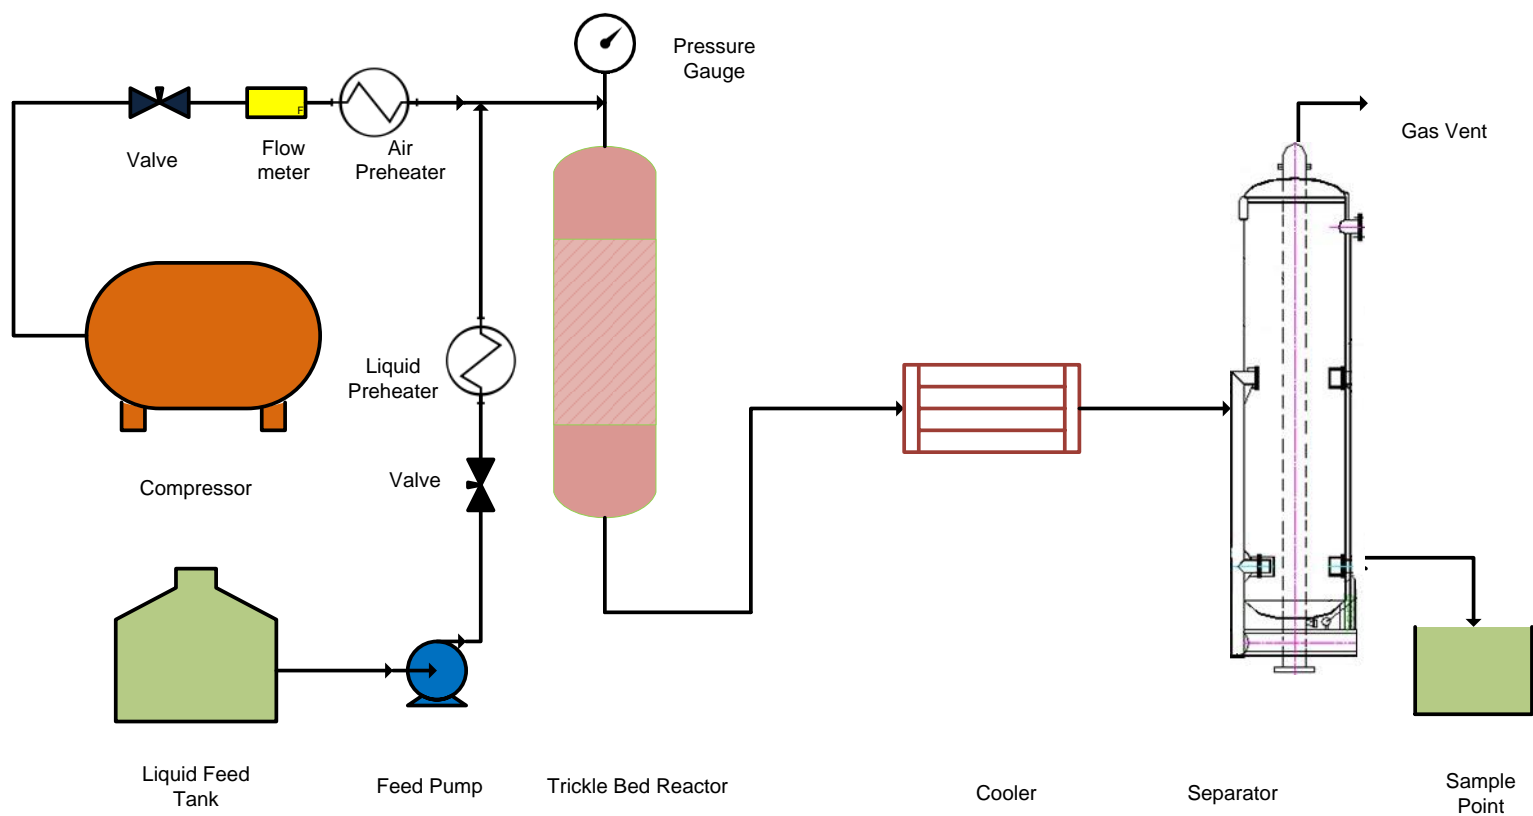 Pressure
Gauge
Gas Vent
F
Valve
Flow
meter
Air
Preheater
Liquid
Preheater
Valve
Compressor
Liquid Feed
Tank
Feed Pump
Trickle Bed Reactor
Cooler
Separator
Sample
Point